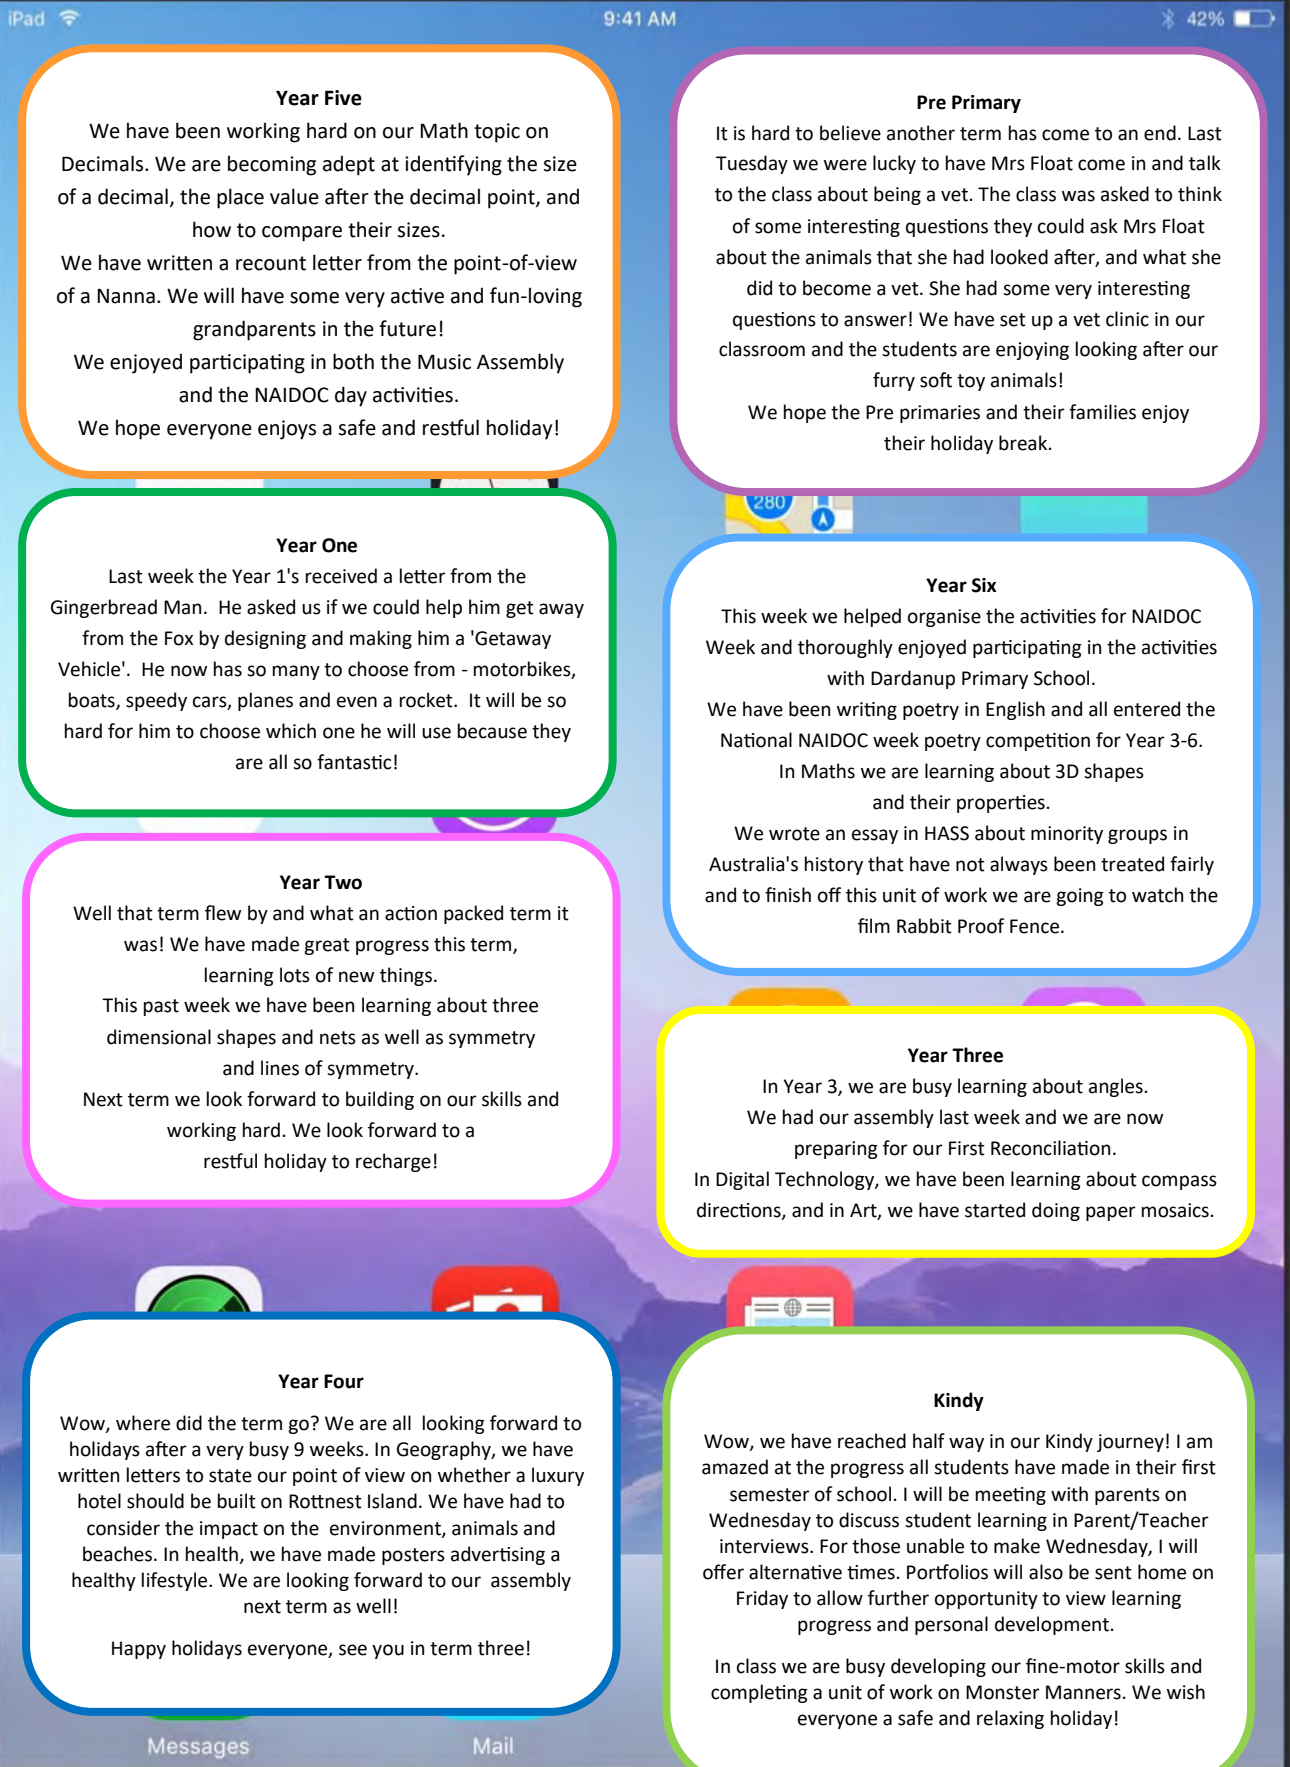 iPad
9:41 AM
42%
Year Five
We have been working hard on our Math topic on
Decimals. We are becoming adept at identifying the size
of a decimal, the place value after the decimal point, and
how to compare their sizes.
We have written a recount letter from the point-of-view
of a Nanna. We will have some very active and fun-loving
grandparents in the future!
We enjoyed participating in both the Music Assembly
and the NAIDOC day activities.
We hope everyone enjoys a safe and restful holiday!
Year One
Last week the Year 1's received a letter from the
Gingerbread Man.  He asked us if we could help him get away
from the Fox by designing and making him a 'Getaway
Vehicle'.  He now has so many to choose from - motorbikes,
boats, speedy cars, planes and even a rocket.  It will be so
hard for him to choose which one he will use because they
are all so fantastic!
Year Two
Well that term flew by and what an action packed term it
was! We have made great progress this term,
learning lots of new things.
This past week we have been learning about three
dimensional shapes and nets as well as symmetry
and lines of symmetry.
Next term we look forward to building on our skills and
working hard. We look forward to a
restful holiday to recharge!
Year Four
Wow, where did the term go? We are all  looking forward to
holidays after a very busy 9 weeks. In Geography, we have
written letters to state our point of view on whether a luxury
hotel should be built on Rottnest Island. We have had to
consider the impact on the  environment, animals and
beaches. In health, we have made posters advertising a
healthy lifestyle. We are looking forward to our  assembly
next term as well!
Happy holidays everyone, see you in term three!
Messages
Mail
Pre Primary
It is hard to believe another term has come to an end. Last
Tuesday we were lucky to have Mrs Float come in and talk
to the class about being a vet. The class was asked to think
of some interesting questions they could ask Mrs Float
about the animals that she had looked after, and what she
did to become a vet. She had some very interesting
questions to answer! We have set up a vet clinic in our
classroom and the students are enjoying looking after our
furry soft toy animals!
We hope the Pre primaries and their families enjoy
their holiday break.
280
Year Six
This week we helped organise the activities for NAIDOC
Week and thoroughly enjoyed participating in the activities
with Dardanup Primary School.
We have been writing poetry in English and all entered the
National NAIDOC week poetry competition for Year 3-6.
In Maths we are learning about 3D shapes
and their properties.
We wrote an essay in HASS about minority groups in
Australia's history that have not always been treated fairly
and to finish off this unit of work we are going to watch the
film Rabbit Proof Fence.
Year Three
In Year 3, we are busy learning about angles.
We had our assembly last week and we are now
preparing for our First Reconciliation.
In Digital Technology, we have been learning about compass
directions, and in Art, we have started doing paper mosaics.
Kindy
Wow, we have reached half way in our Kindy journey! I am
amazed at the progress all students have made in their first
semester of school. I will be meeting with parents on
Wednesday to discuss student learning in Parent/Teacher
interviews. For those unable to make Wednesday, I will
offer alternative times. Portfolios will also be sent home on
Friday to allow further opportunity to view learning
progress and personal development.
In class we are busy developing our fine-motor skills and
completing a unit of work on Monster Manners. We wish
everyone a safe and relaxing holiday!